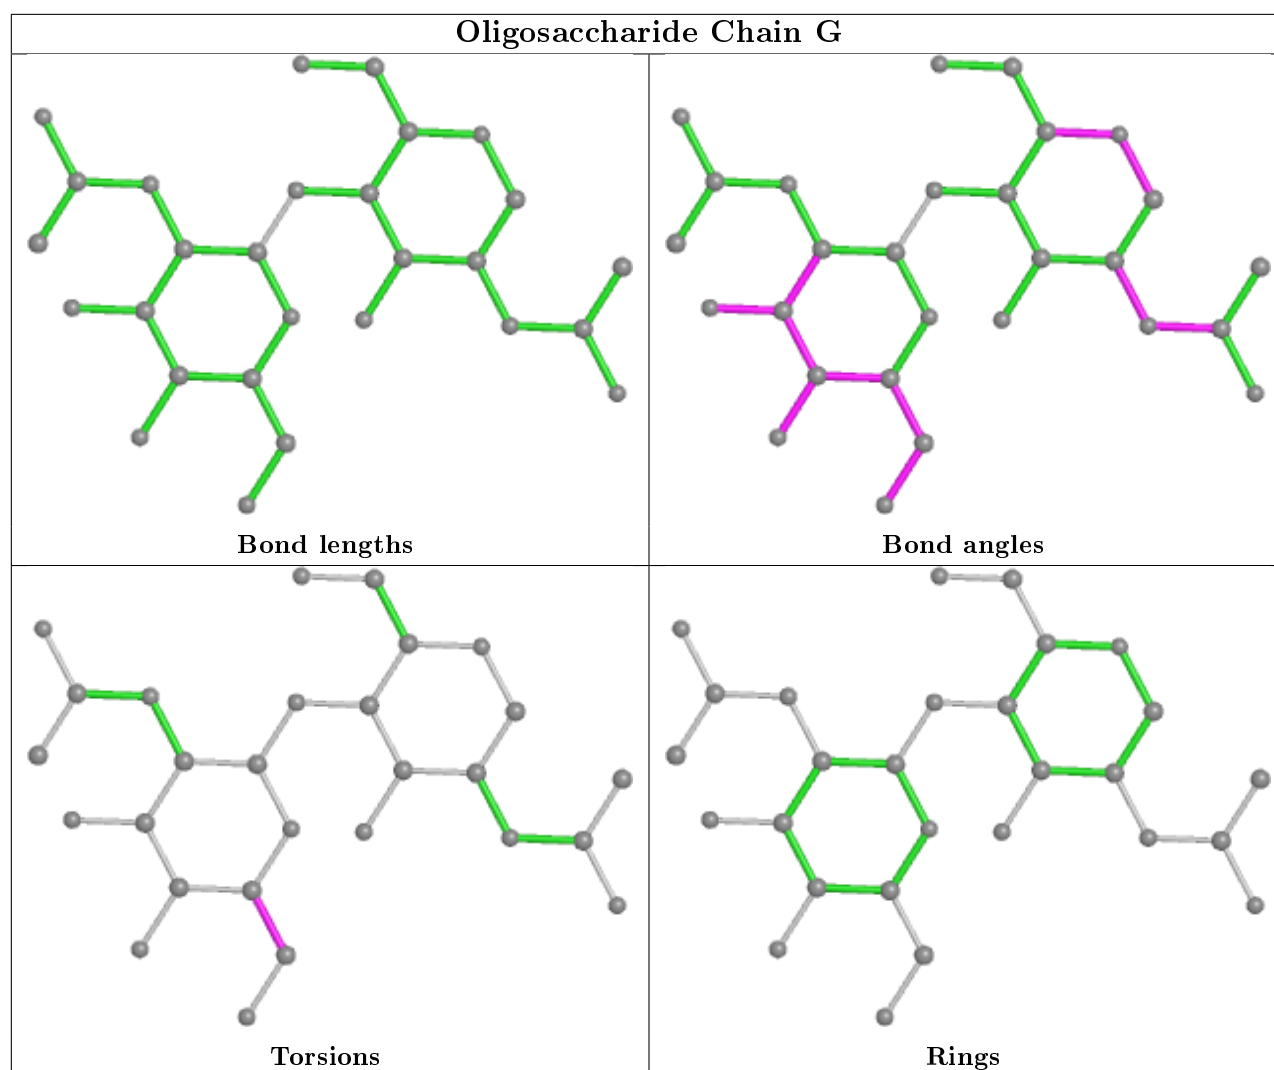 Oligosaccharide Chain G
Bond lengths
Bond angles
Torsions
Rings